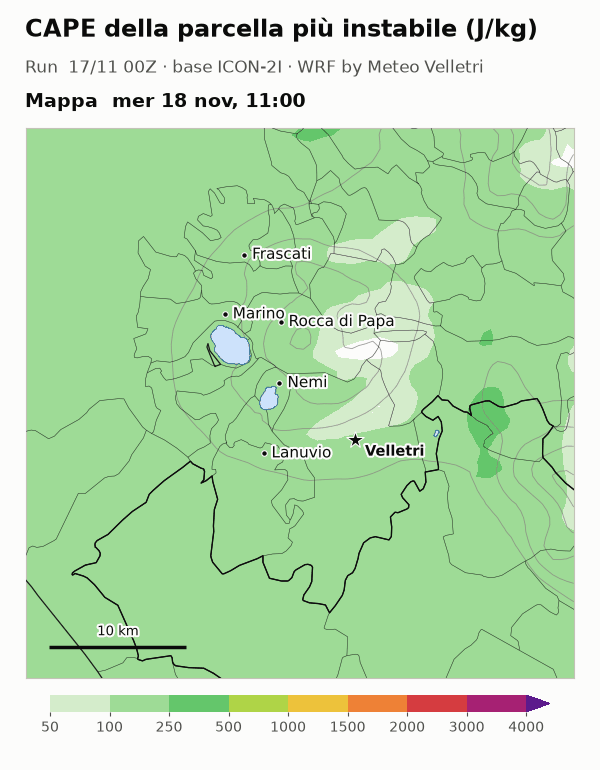 CAPE della parcella più instabile (J/kg)
Run  17/11 00Z · base ICON-2I · WRF by Meteo Velletri
Mappa  mer 18 nov, 11:00
Frascati
Marino
Rocca di Papa
Nemi
Velletri
Lanuvio
10 km
50 100 250 500 1000 1500 2000 3000 4000